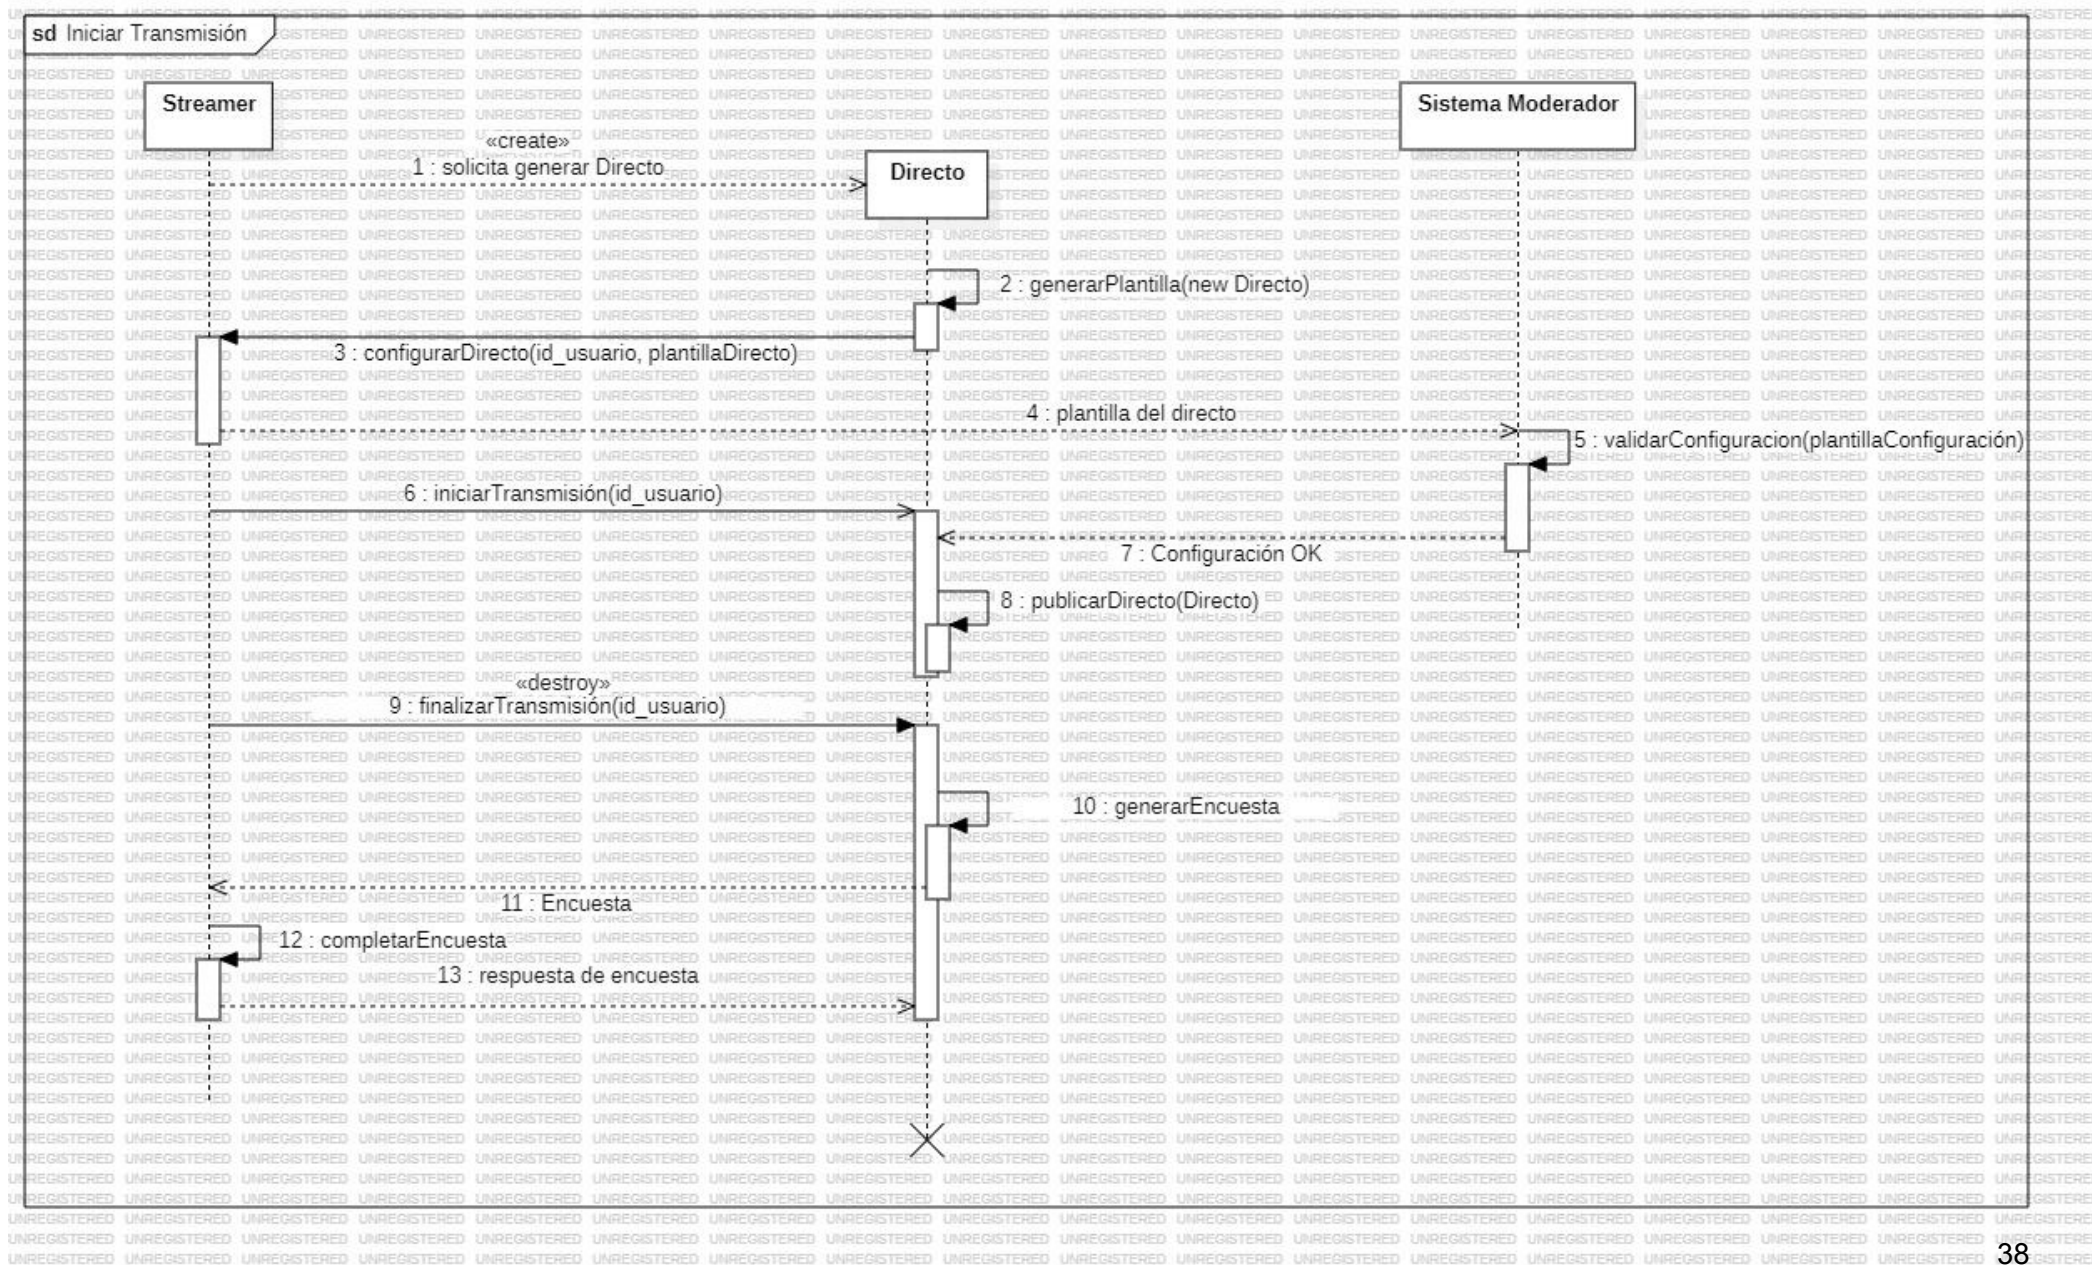 sd Iniciar Transmisión
Streamer
Sistema Moderador
«create»
1 : solicita generar Directo
Directo
2 : generarPlantilla(new Directo)
3 : configurarDirecto(id_usuario, plantillaDirecto)
4 : plantilla del directo
5 : validarConfiguracion(plantillaConfiguración)
6 : iniciarTransmisión(id_usuario)
7 : Configuración OK
8 : publicarDirecto(Directo)
«destroy»
9 : finalizarTransmisión(id_usuario)
10 : generarEncuesta
11 : Encuesta
12 : completarEncuesta
13 : respuesta de encuesta
UNREGISTERED
38